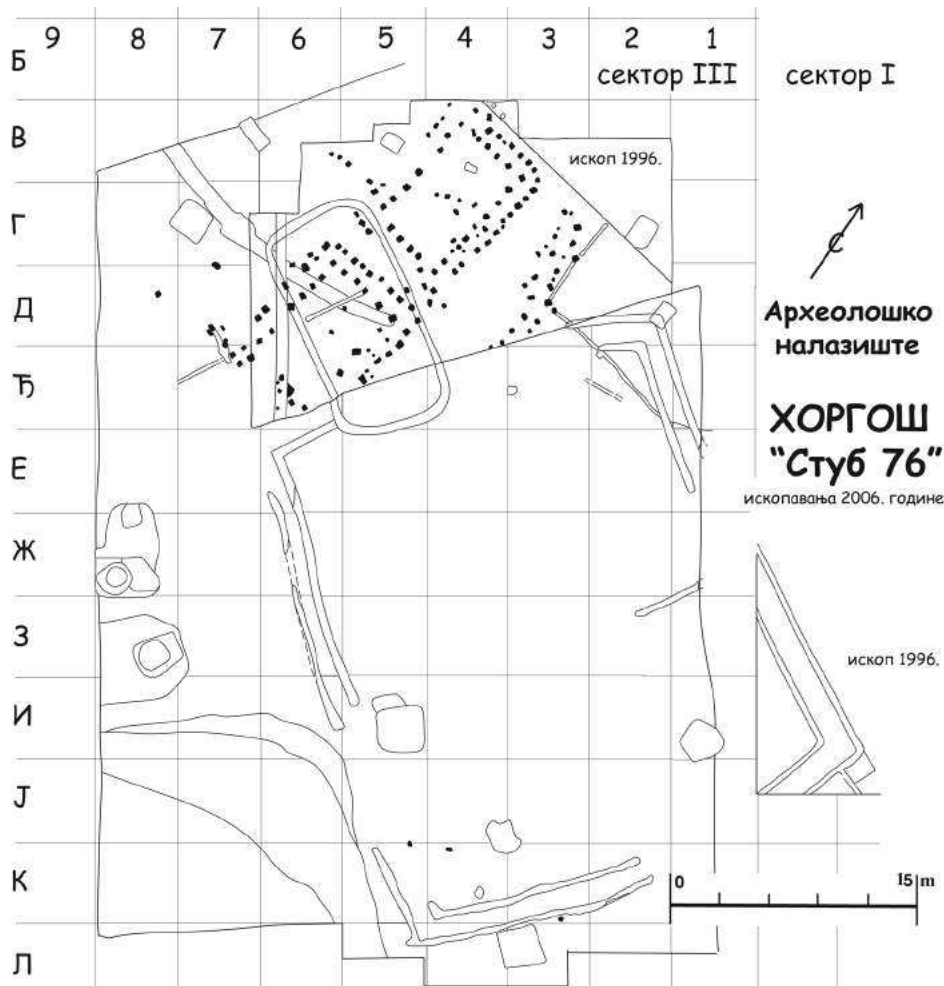 9 8 7 6 5 4 3 2 1
Б
сектор III
сектор I
В
ископ 1996.
Г
С
Д
Археолошко
налазиште
Ђ
ХОРГОШ
"Стуб 76"
ископавања 2006. године
Е
Ж
З
ископ 1996.
И
Ј
К
0 15 m
Л